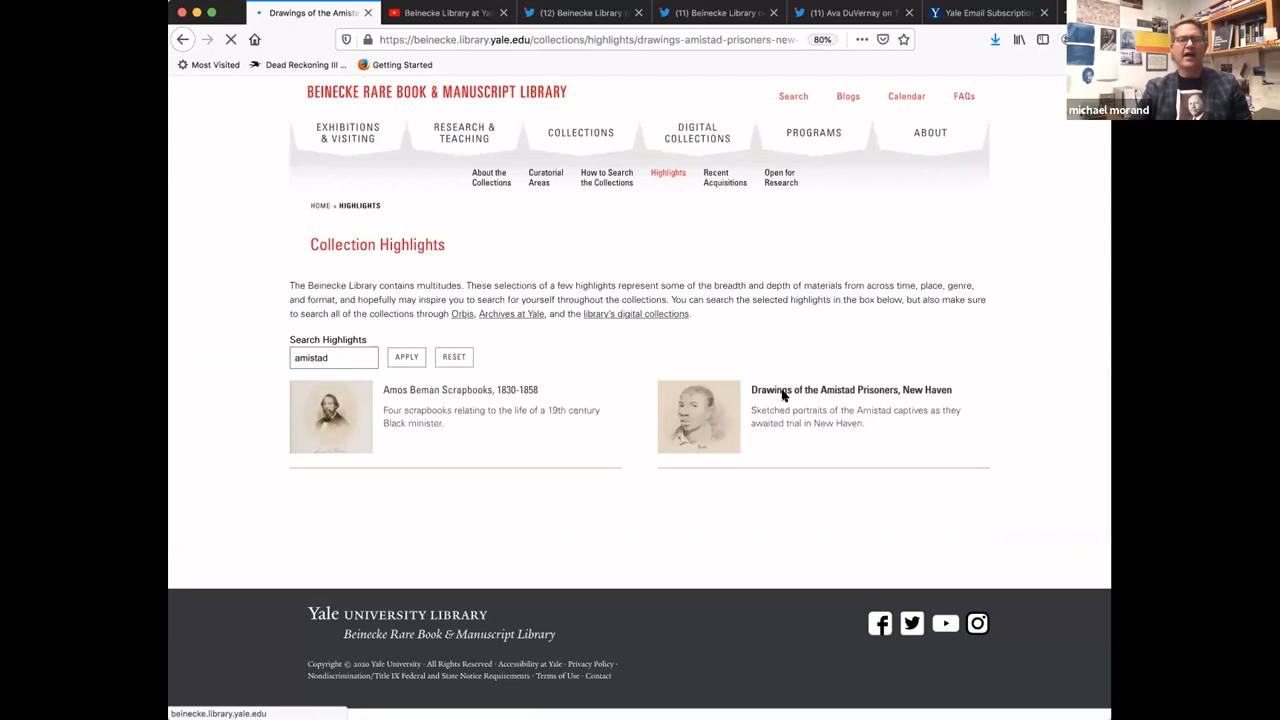 Drawings of the Amista
Beinecke Library at Yal
(12) Beinecke Library
(11) Beinecke Library
(11) Ava DuVernay on
Yale Email Subscriptio
https://beinecke.library.yale.edu/collections/highlights/drawings-amistad-prisoners-new-
80%
Most Visited
Dead Reckoning III ...
Getting Started
michael morand
BEINECKE RARE BOOK & MANUSCRIPT LIBRARY
Search
Blogs
Calendar
FAQs
EXHIBITIONS
& VISITING
RESEARCH &
TEACHING
COLLECTIONS
DIGITAL
COLLECTIONS
PROGRAMS
ABOUT
About the
Collections
Curatorial
Areas
How to Search
the Collections
Highlights
Recent
Acquisitions
Open for
Research
HOME » HIGHLIGHTS
Collection Highlights
The Beinecke Library contains multitudes. These selections of a few highlights represent some of the breadth and depth of materials from across time, place, genre,
and format, and hopefully may inspire you to search for yourself throughout the collections. You can search the selected highlights in the box below, but also make sure
to search all of the collections through Orbis, Archives at Yale, and the library's digital collections.
Search Highlights
amistad
APPLY
RESET
Amos Beman Scrapbooks, 1830-1858
Four scrapbooks relating to the life of a 19th century
Black minister.
Drawings of the Amistad Prisoners, New Haven
Sketched portraits of the Amistad captives as they
awaited trial in New Haven.
Yale UNIVERSITY LIBRARY
Beinecke Rare Book & Manuscript Library
Copyright © 2020 Yale University · All Rights Reserved · Accessibility at Yale · Privacy Policy ·
Nondiscrimination/Title IX Federal and State Notice Requirements · Terms of Use · Contact
beinecke.library.yale.edu